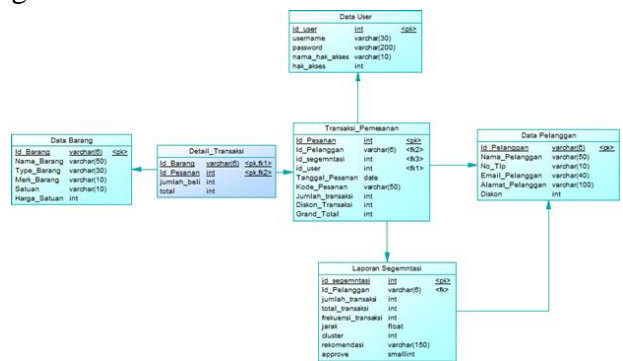 Data User
id_user int <pk>
username varchar(30)
password varchar(200)
nama_hak_akses varchar(10)
hak_akses int
Data Barang
Id_Barang varchar(6) <pk>
Nama_Barang varchar(50)
Type_Barang varchar(30)
Merk_Barang varchar(10)
Satuan varchar(10)
Harga_Satuan int
Detail_Transaksi
Id_Barang varchar(6) <pk,fk1>
Id_Pesanan int <pk,fk2>
jumlah_beli int
total int
Transaksi_Pemesanan
Id_Pesanan int <pk>
Id_Pelanggan varchar(6) <fk2>
id_segemntasi int <fk3>
id_user int <fk1>
Tanggal_Pesanan date
Kode_Pesanan varchar(50)
Jumlah_transaksi int
Diskon_Transaksi int
Grand_Total int
Data Pelanggan
Id_Pelanggan varchar(6) <pk>
Nama_Pelanggan varchar(50)
No_Tlp varchar(10)
Email_Pelanggan varchar(40)
Alamat_Pelanggan varchar(100)
Diskon int
Laporan Segemntasi
id_segemntasi int <pk>
Id_Pelanggan varchar(6) <fk>
jumlah_transaksi int
total_transaksi int
frekuensi_transaksi int
jarak float
cluster int
rekomendasi varchar(150)
approve smallint